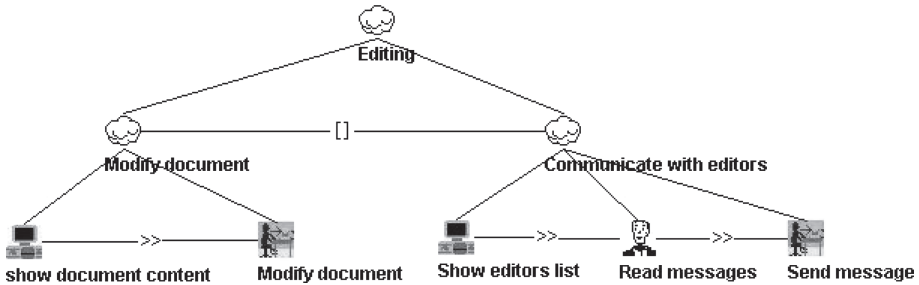 Editing
[]
Modify document
Communicate with editors
>>
>>
>>
show document content
Modify document
Show editors list
Read messages
Send message